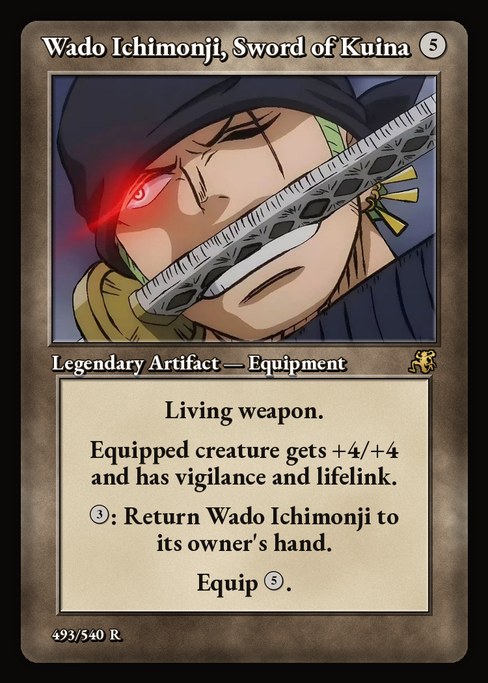 Wado Ichimonji, Sword of Kuina 5
Legendary Artifact — Equipment
Living weapon.
Equipped creature gets +4/+4
and has vigilance and lifelink.
3: Return Wado Ichimonji to
its owner's hand.
Equip 5.
493/540 R